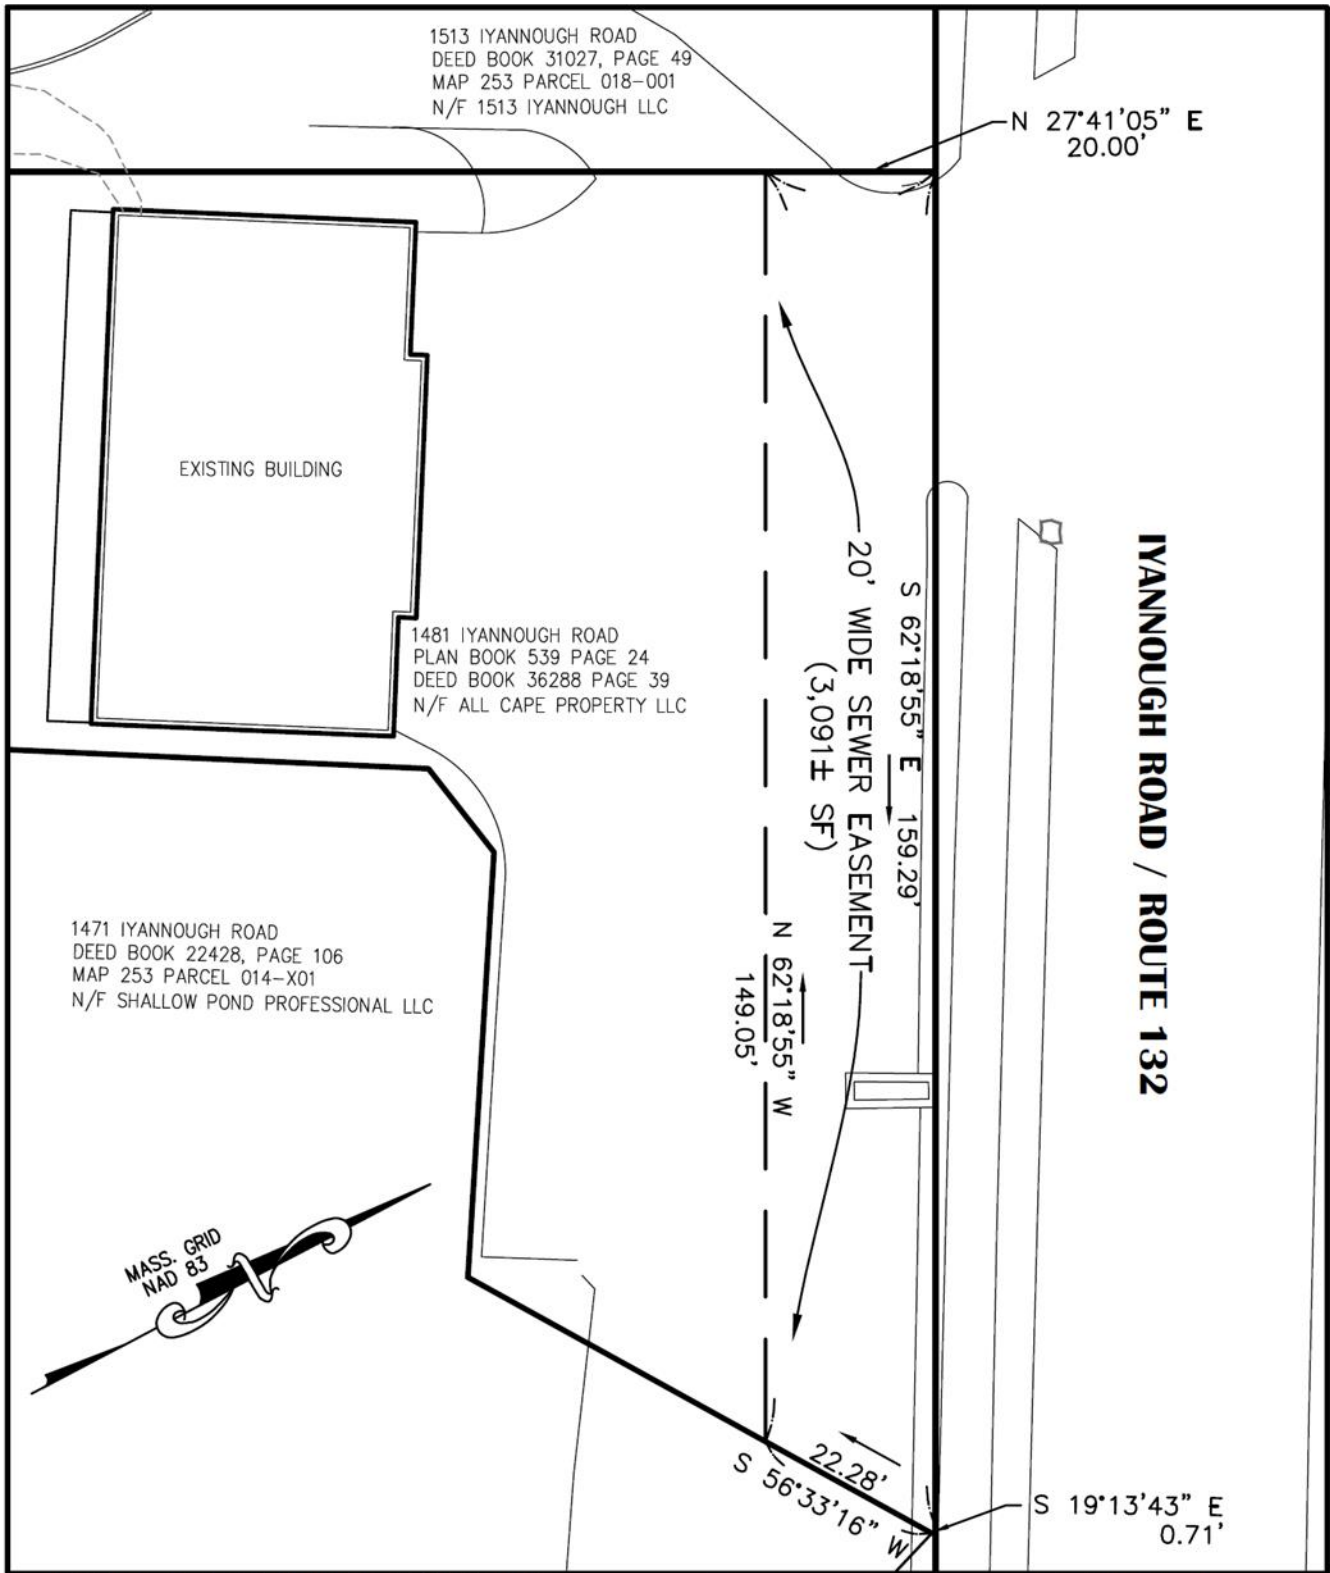 1513 IYANNOUGH ROAD
DEED BOOK 31027, PAGE 49
MAP 253 PARCEL 018-001
N/F 1513 IYANNOUGH LLC
N 27°41'05" E
20.00'
EXISTING BUILDING
IYANNOUGH ROAD / ROUTE 132
S 62°18'55" E 159.29'
20' WIDE SEWER EASEMENT
(3,091± SF)
1481 IYANNOUGH ROAD
PLAN BOOK 539 PAGE 24
DEED BOOK 36288 PAGE 39
N/F ALL CAPE PROPERTY LLC
N 62°18'55" W
149.05'
1471 IYANNOUGH ROAD
DEED BOOK 22428, PAGE 106
MAP 253 PARCEL 014-X01
N/F SHALLOW POND PROFESSIONAL LLC
MASS. GRID
NAD 83
N
22.28'
S 56°33'16" W
S 19°13'43" E
0.71'